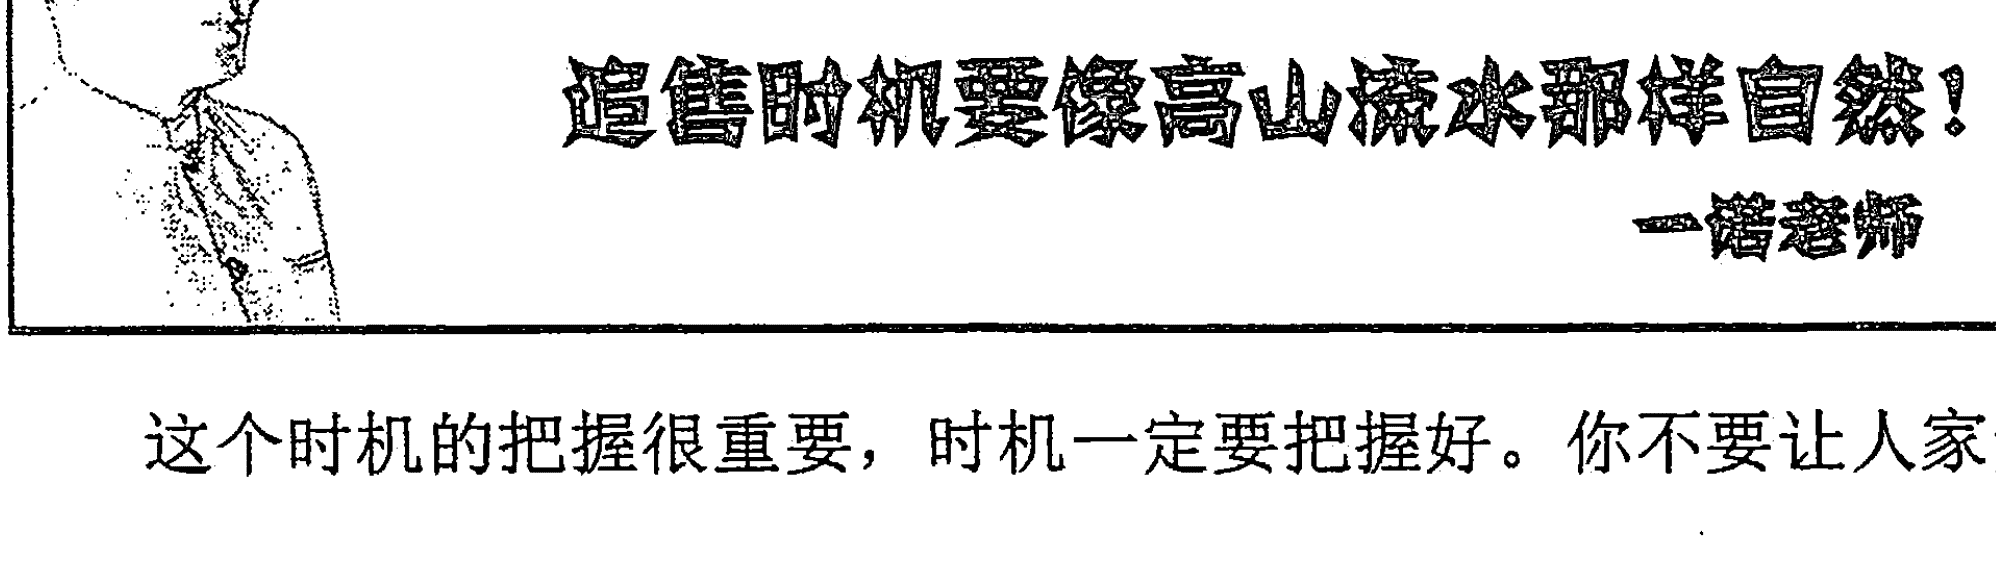 追售时机要像高山流水那样自然！
一诺老师
这个时机的把握很重要，时机一定要把握好。你不要让人家